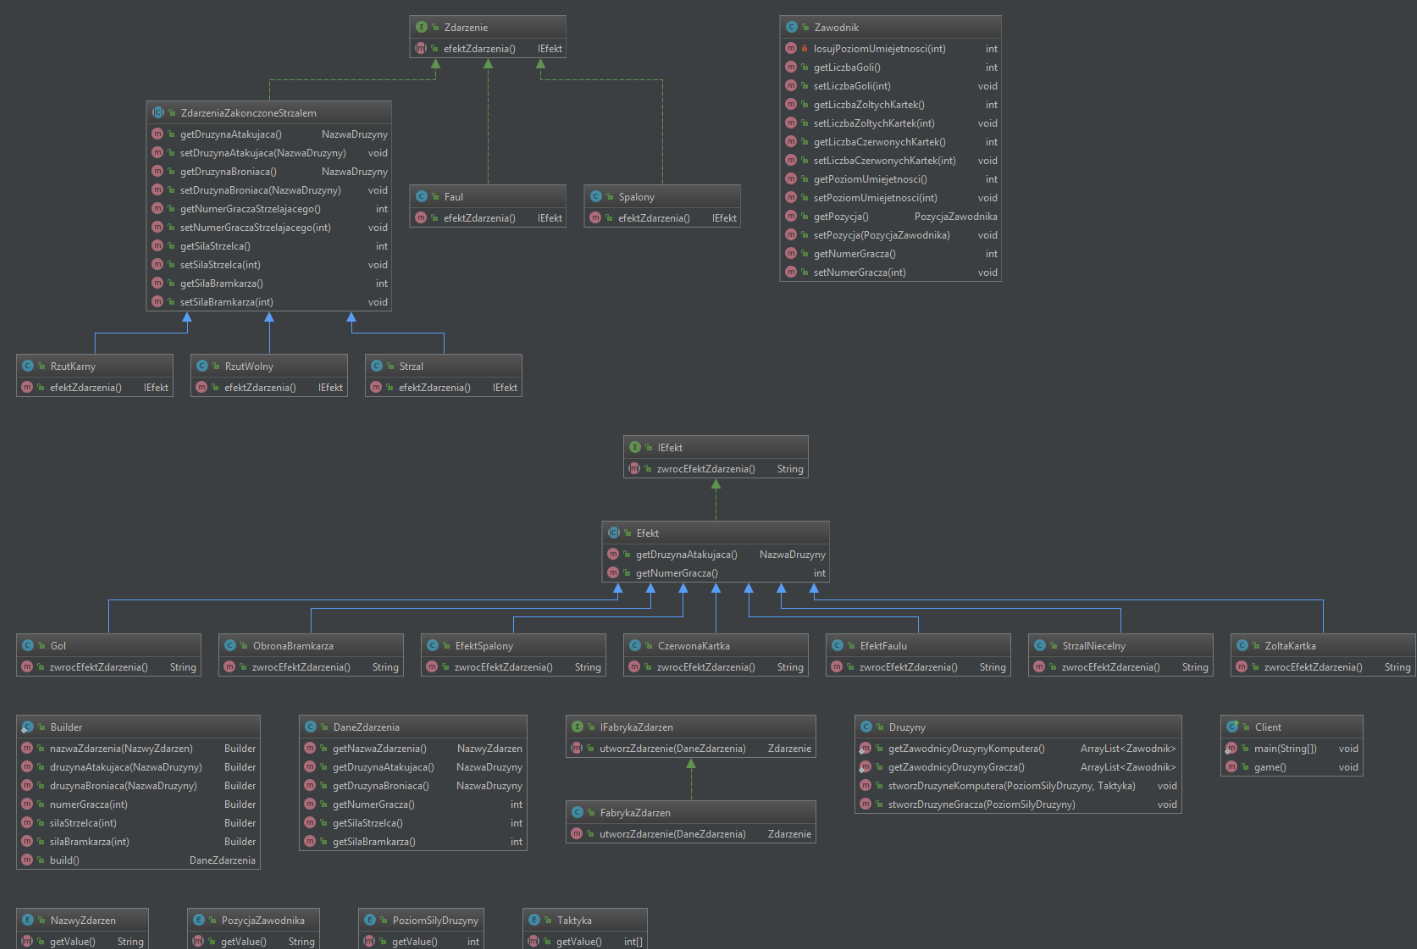 Zdarzenie
efektZdarzenia() IEfekt
Zawodnik
losujPoziomUmiejetnosci(int) int
getLiczbaGoli() int
setLiczbaGoli(int) void
getLiczbaZoltychKartek() int
setLiczbaZoltychKartek(int) void
getLiczbaCzerwonychKartek() int
setLiczbaCzerwonychKartek(int) void
getPoziomUmiejetnosci() int
setPoziomUmiejetnosci(int) void
getPozycja() PozycjaZawodnika
setPozycja(PozycjaZawodnika) void
getNumerGracza() int
setNumerGracza(int) void
ZdarzeniaZakonczoneStrzalem
getDruzynaAtakujaca() NazwaDruzyny
setDruzynaAtakujaca(NazwaDruzyny) void
getDruzynaBroniaca() NazwaDruzyny
setDruzynaBroniaca(NazwaDruzyny) void
getNumerGraczaStrzelajacego() int
setNumerGraczaStrzelajacego(int) void
getSilaStrzelca() int
setSilaStrzelca(int) void
getSilaBramkarza() int
setSilaBramkarza(int) void
Faul
efektZdarzenia() IEfekt
Spalony
efektZdarzenia() IEfekt
RzutKarny
efektZdarzenia() IEfekt
RzutWolny
efektZdarzenia() IEfekt
Strzal
efektZdarzenia() IEfekt
IEfekt
zwrocEfektZdarzenia() String
Efekt
getDruzynaAtakujaca() NazwaDruzyny
getNumerGracza() int
Gol
zwrocEfektZdarzenia() String
ObronaBramkarza
zwrocEfektZdarzenia() String
EfektSpalony
zwrocEfektZdarzenia() String
CzerwonaKartka
zwrocEfektZdarzenia() String
EfektFaulu
zwrocEfektZdarzenia() String
StrzalNiecelny
zwrocEfektZdarzenia() String
ZoltaKartka
zwrocEfektZdarzenia() String
Builder
nazwaZdarzenia(NazwyZdarzen) Builder
druzynaAtakujaca(NazwaDruzyny) Builder
druzynaBroniaca(NazwaDruzyny) Builder
numerGracza(int) Builder
silaStrzelca(int) Builder
silaBramkarza(int) Builder
build() DaneZdarzenia
DaneZdarzenia
getNazwaZdarzenia() NazwyZdarzen
getDruzynaAtakujaca() NazwaDruzyny
getDruzynaBroniaca() NazwaDruzyny
getNumerGracza() int
getSilaStrzelca() int
getSilaBramkarza() int
IFabrykaZdarzen
utworzZdarzenie(DaneZdarzenia) Zdarzenie
FabrykaZdarzen
utworzZdarzenie(DaneZdarzenia) Zdarzenie
Druzyny
getZawodnicyDruzynyKomputera() ArrayList<Zawodnik>
getZawodnicyDruzynyGracza() ArrayList<Zawodnik>
stworzDruzyneKomputera(PoziomSilyDruzyny, Taktyka) void
stworzDruzyneGracza(PoziomSilyDruzyny) void
Client
main(String[]) void
game() void
NazwyZdarzen
getValue() String
PozycjaZawodnika
getValue() String
PoziomSilyDruzyny
getValue() int
Taktyka
getValue() int[]